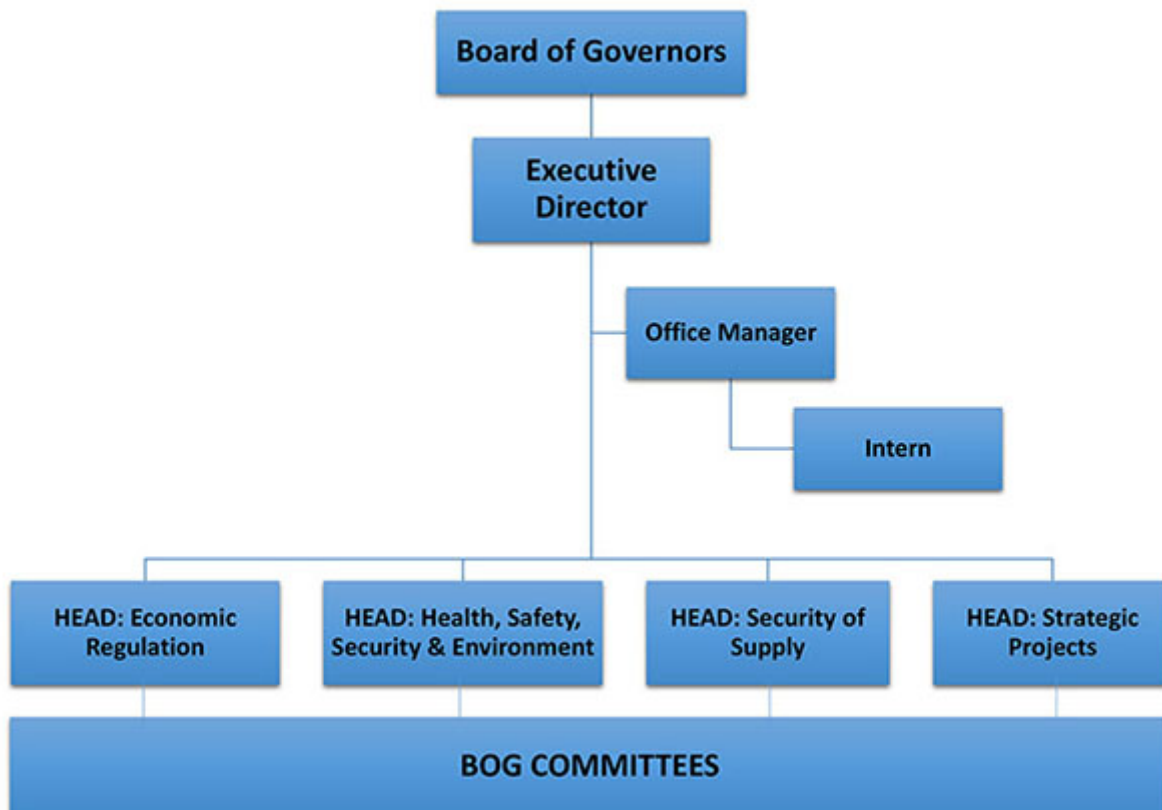 Board of Governors
Executive
Director
Office Manager
Intern
HEAD: Economic
Regulation
HEAD: Health, Safety,
Security & Environment
HEAD: Security of
Supply
HEAD: Strategic
Projects
BOG COMMITTEES